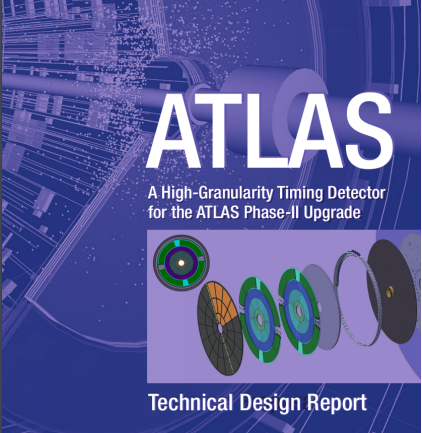 ATLAS
A High-Granularity Timing Detector
for the ATLAS Phase-II Upgrade
Technical Design Report